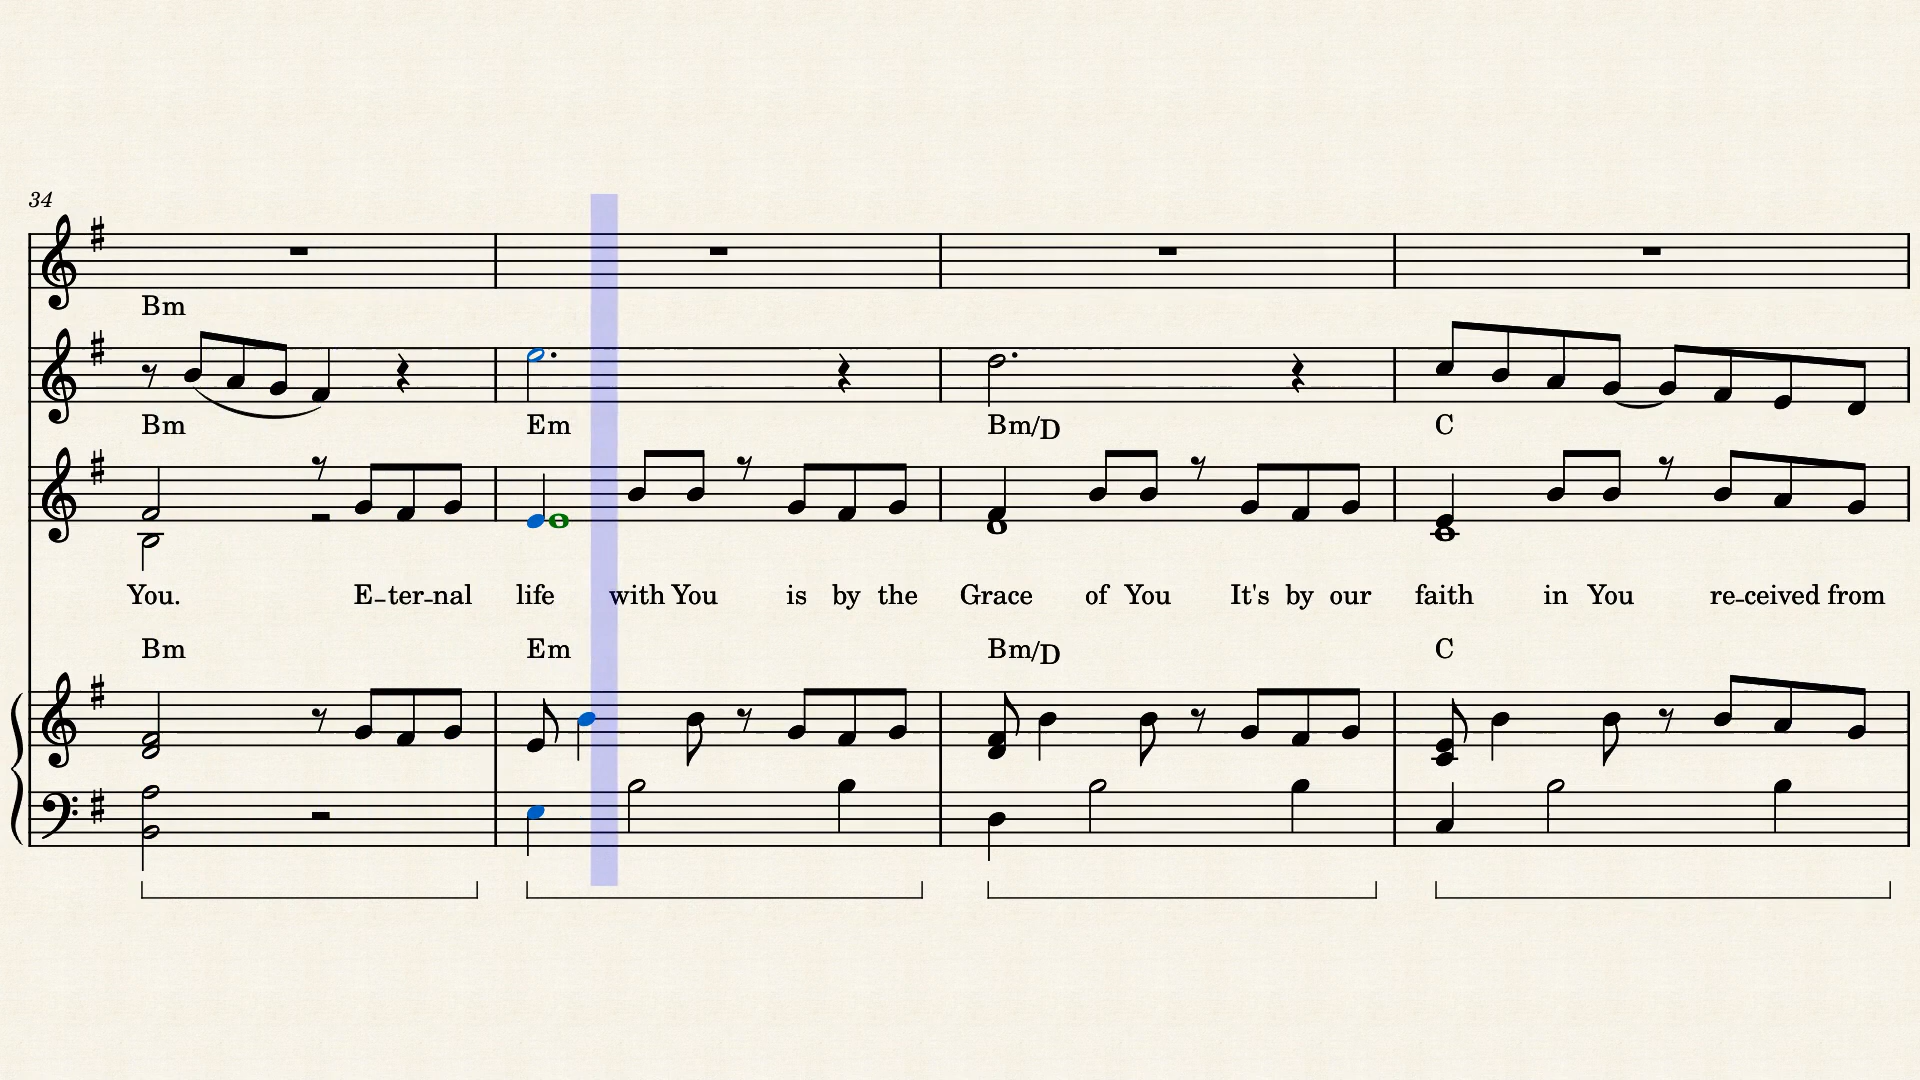 34
Bm
Bm Em Bm/D C
You. E-ter-nal life with You is by the Grace of You It's by our faith in You re-ceived from
Bm Em Bm/D C